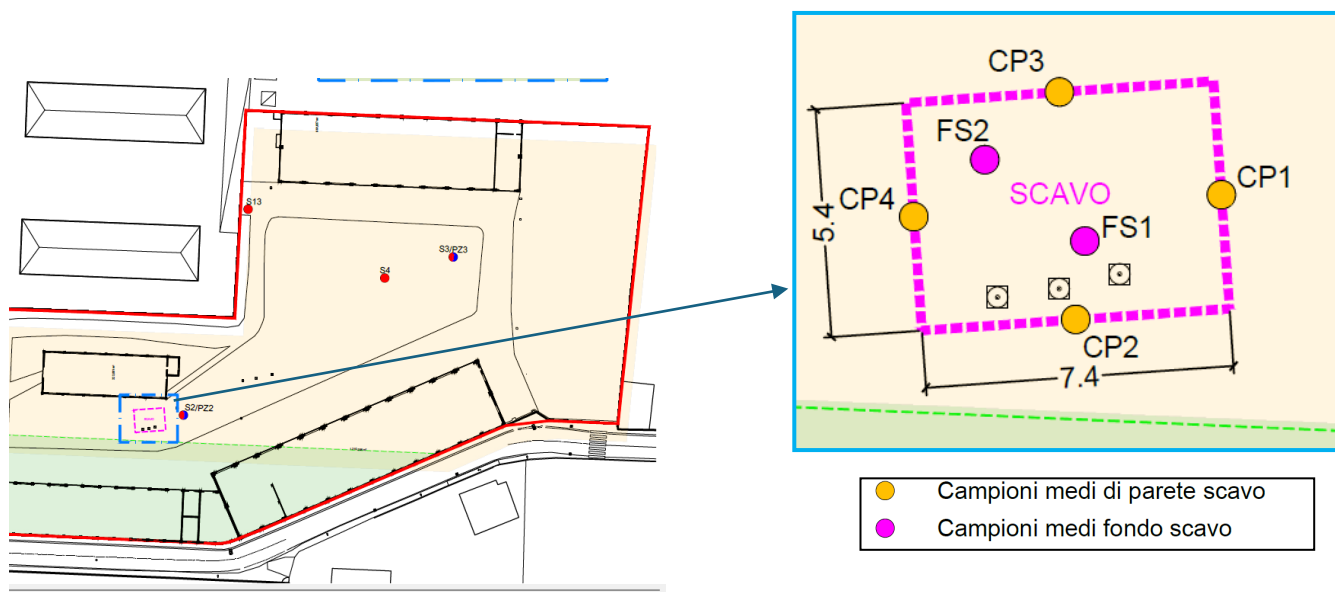 S13
S3/PZ3
S4
S2/PZ2
CP3
FS2
SCAVO
CP1
CP4
5.4
FS1
CP2
7.4
Campioni medi di parete scavo
Campioni medi fondo scavo